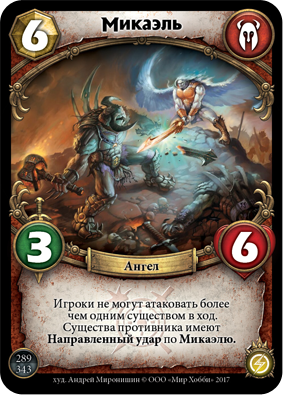 6
Микаэль
3
6
Ангел
Игроки не могут атаковать более
чем одним существом в ход.
Существа противника имеют
Направленный удар по Микаэлю.
289
343
худ. Андрей Миронишин © ООО «Мир Хобби» 2017